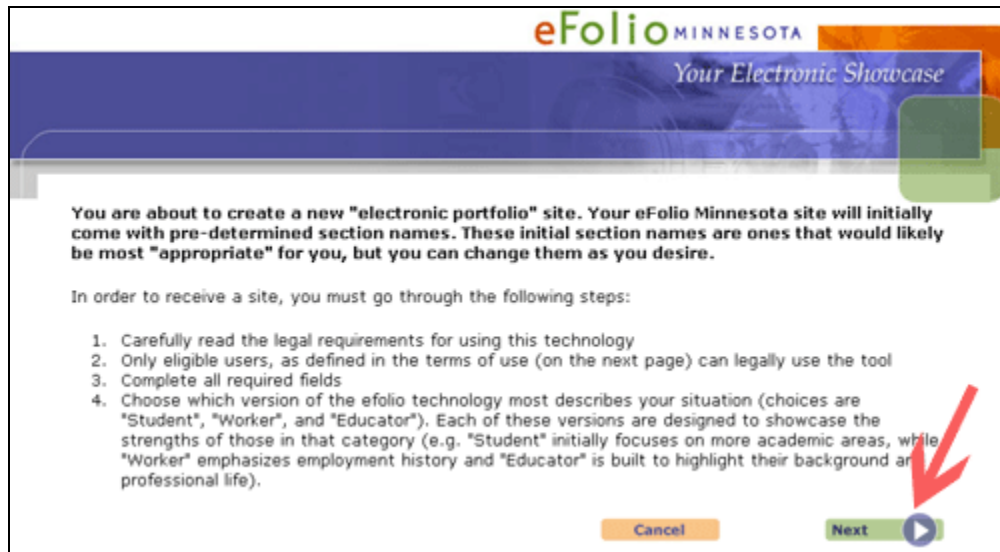 eFolio MINNESOTA
Your Electronic Showcase
You are about to create a new "electronic portfolio" site. Your eFolio Minnesota site will initially
come with pre-determined section names. These initial section names are ones that would likely
be most "appropriate" for you, but you can change them as you desire.
In order to receive a site, you must go through the following steps:
1. Carefully read the legal requirements for using this technology
2. Only eligible users, as defined in the terms of use (on the next page) can legally use the tool
3. Complete all required fields
4. Choose which version of the efolio technology most describes your situation (choices are
"Student", "Worker", and "Educator"). Each of these versions are designed to showcase the
strengths of those in that category (e.g. "Student" initially focuses on more academic areas, while
"Worker" emphasizes employment history and "Educator" is built to highlight their background and
professional life).
Cancel
Next